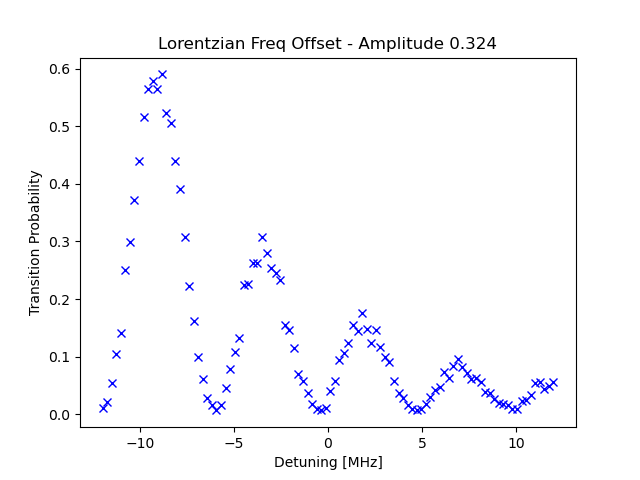 Lorentzian Freq Offset - Amplitude 0.324
Transition Probability
0.6
0.5
0.4
0.3
0.2
0.1
0.0
−10 −5 0 5 10
Detuning [MHz]